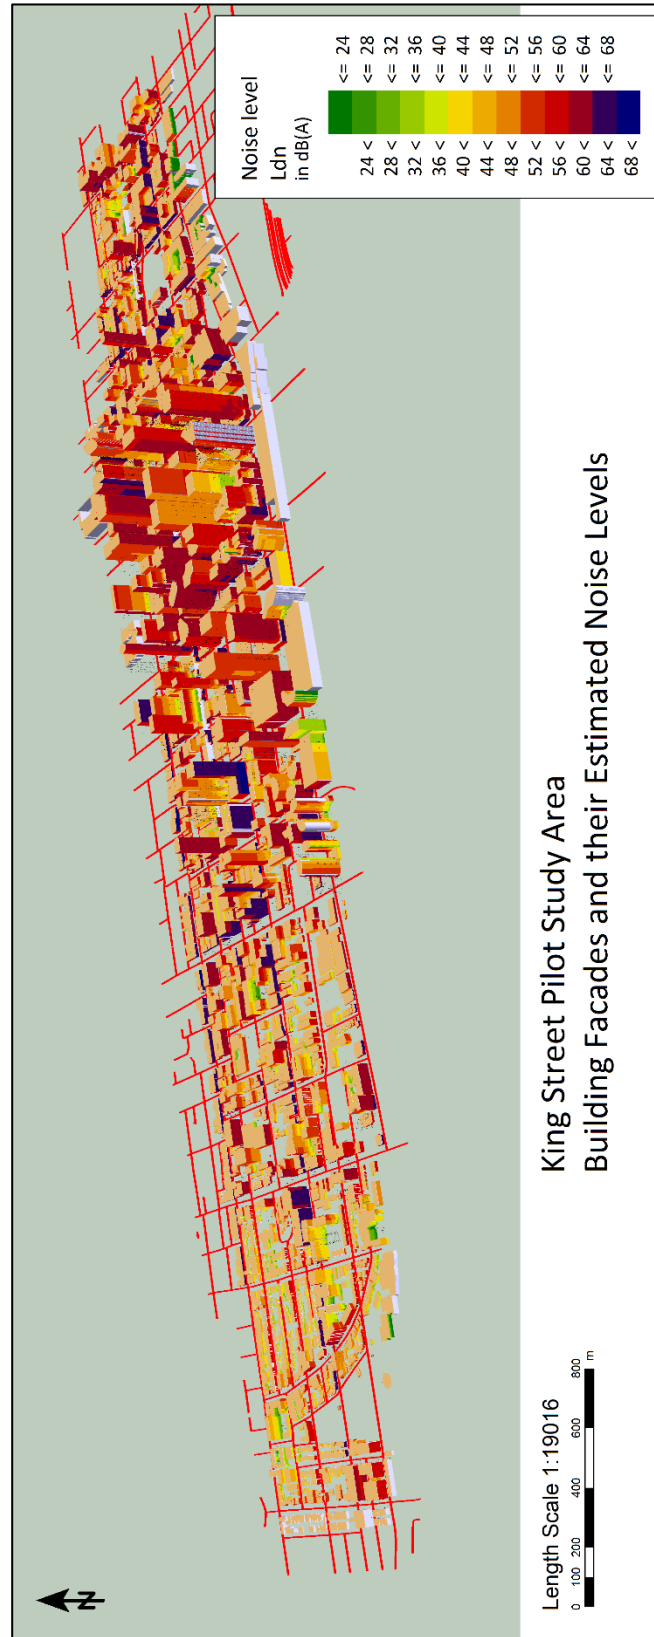 N
Noise level
Ldn
in dB(A)
<= 24
24 < <= 28
28 < <= 32
32 < <= 36
36 < <= 40
40 < <= 44
44 < <= 48
48 < <= 52
52 < <= 56
56 < <= 60
60 < <= 64
64 < <= 68
68 <
King Street Pilot Study Area
Building Facades and their Estimated Noise Levels
Length Scale 1:19016
0 100 200 400 600 800 m